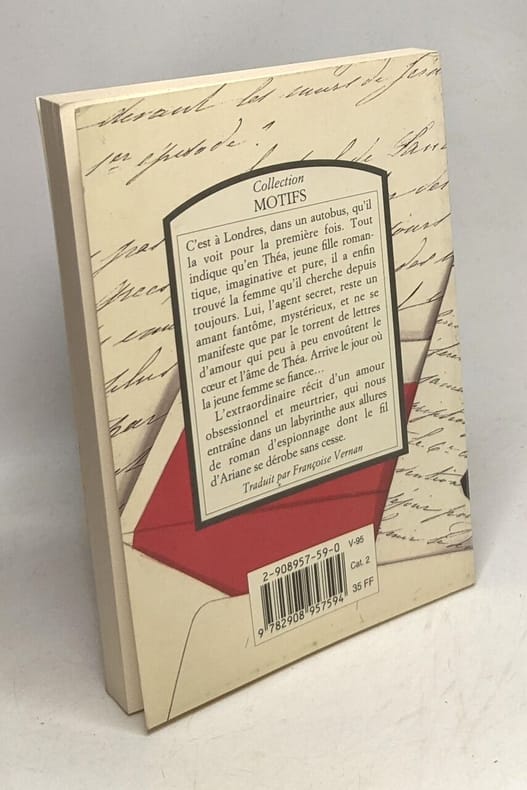 devant les
1er épisode ?
Collection
MOTIFS
C'est à Londres, dans un autobus, qu'il
la voit pour la première fois. Tout
indique qu'en Théa, jeune fille roman-
tique, imaginative et pure, il a enfin
trouvé la femme qu'il cherche depuis
toujours. Lui, l'agent secret, reste un
amant fantôme, mystérieux, et ne se
manifeste que par le torrent de lettres
d'amour qui peu à peu envoûtent le
cœur et l'âme de Théa. Arrive le jour où
la jeune femme se fiance...
L'extraordinaire récit d'un amour
obsessionnel et meurtrier, qui nous
entraîne dans un labyrinthe aux allures
de roman d'espionnage dont le fil
d'Ariane se dérobe sans cesse.
Traduit par Françoise Vernan
2-908957-59-0
V-95
Cat. 2
35 FF
9 782908 957594